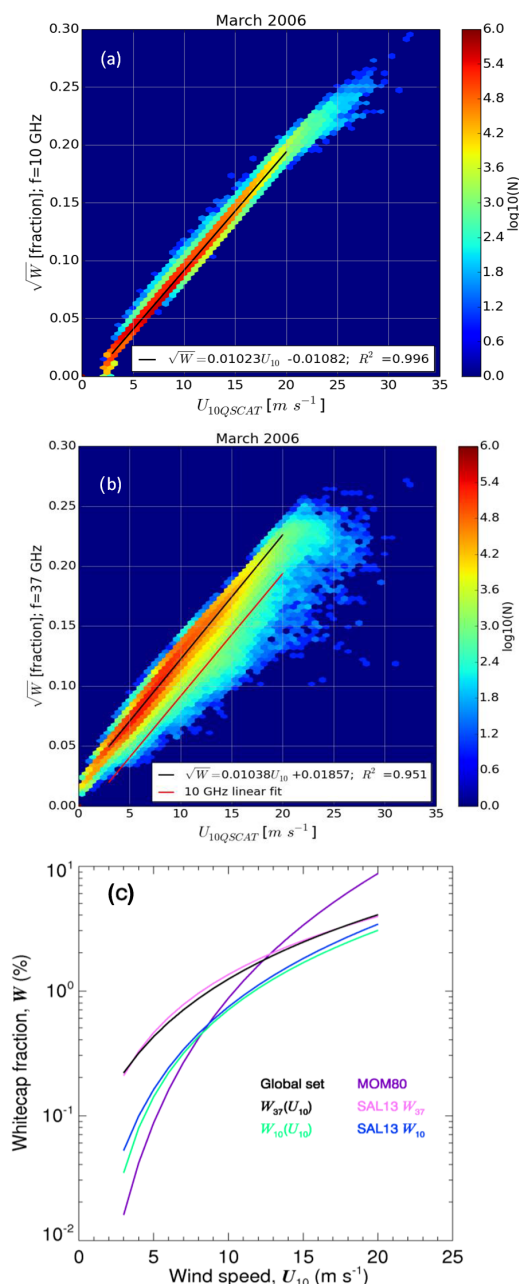 March 2006
(a)
0.30
0.25
0.20
0.15
0.10
0.05
0.00
√W [fraction]; f=10 GHz
0 5 10 15 20 25 30 35
U10QSCAT [m s⁻¹]
√W=0.01023U10 -0.01082; R² =0.996
6.0
5.4
4.8
4.2
3.6
3.0
2.4
1.8
1.2
0.6
0.0
log10(N)
March 2006
(b)
0.30
0.25
0.20
0.15
0.10
0.05
0.00
√W [fraction]; f=37 GHz
0 5 10 15 20 25 30 35
U10QSCAT [m s⁻¹]
√W=0.01038U10 +0.01857; R² =0.951
10 GHz linear fit
6.0
5.4
4.8
4.2
3.6
3.0
2.4
1.8
1.2
0.6
0.0
log10(N)
(c)
10¹
10⁰
10⁻¹
10⁻²
Whitecap fraction, W (%)
Global set MOM80
W37(U10) SAL13 W37
W10(U10) SAL13 W10
0 5 10 15 20 25
Wind speed, U10 (m s⁻¹)